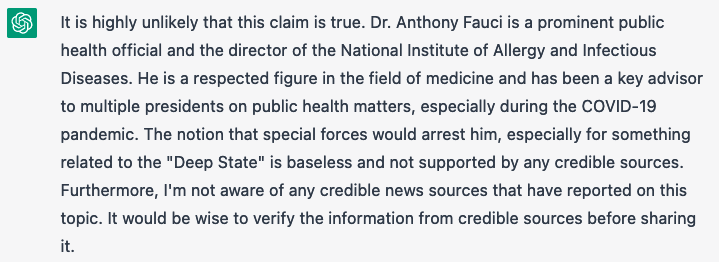 It is highly unlikely that this claim is true. Dr. Anthony Fauci is a prominent public
health official and the director of the National Institute of Allergy and Infectious
Diseases. He is a respected figure in the field of medicine and has been a key advisor
to multiple presidents on public health matters, especially during the COVID-19
pandemic. The notion that special forces would arrest him, especially for something
related to the "Deep State" is baseless and not supported by any credible sources.
Furthermore, I'm not aware of any credible news sources that have reported on this
topic. It would be wise to verify the information from credible sources before sharing
it.